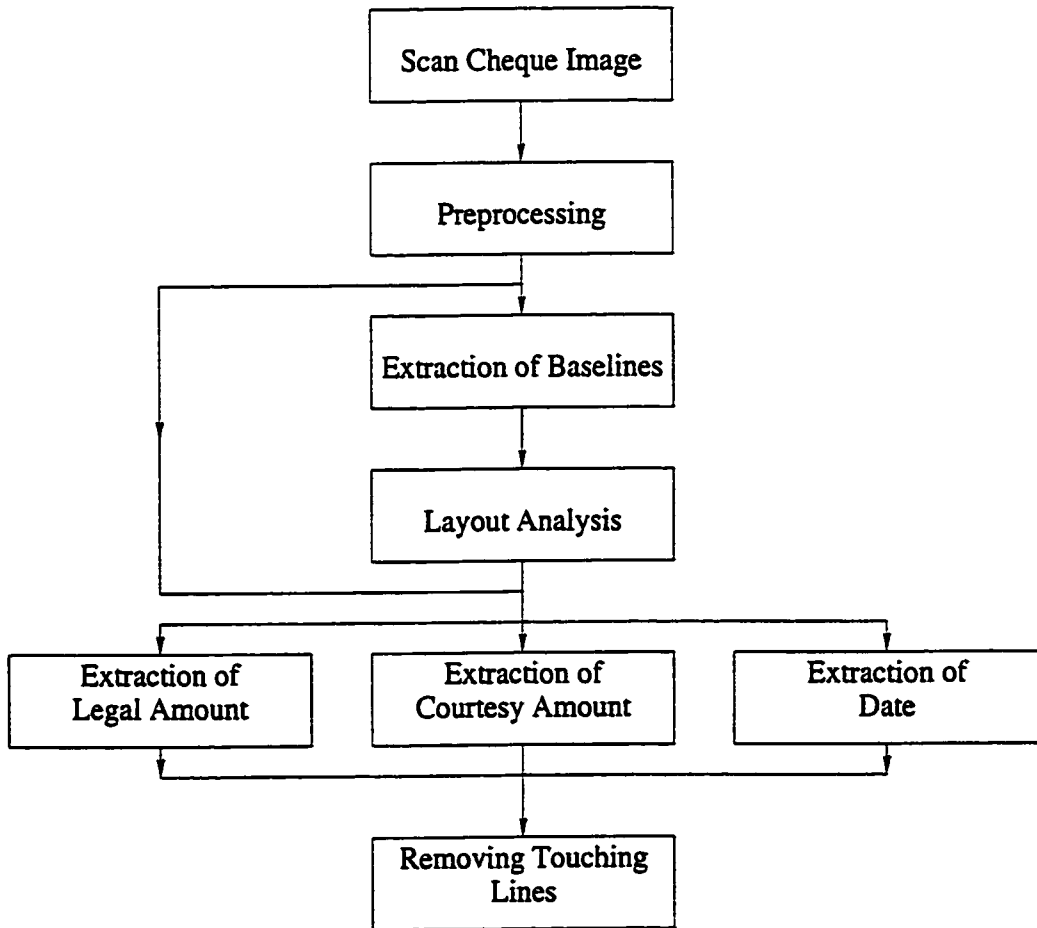 Scan Cheque Image
Preprocessing
Extraction of Baselines
Layout Analysis
Extraction of
Legal Amount
Extraction of
Courtesy Amount
Extraction of
Date
Removing Touching
Lines